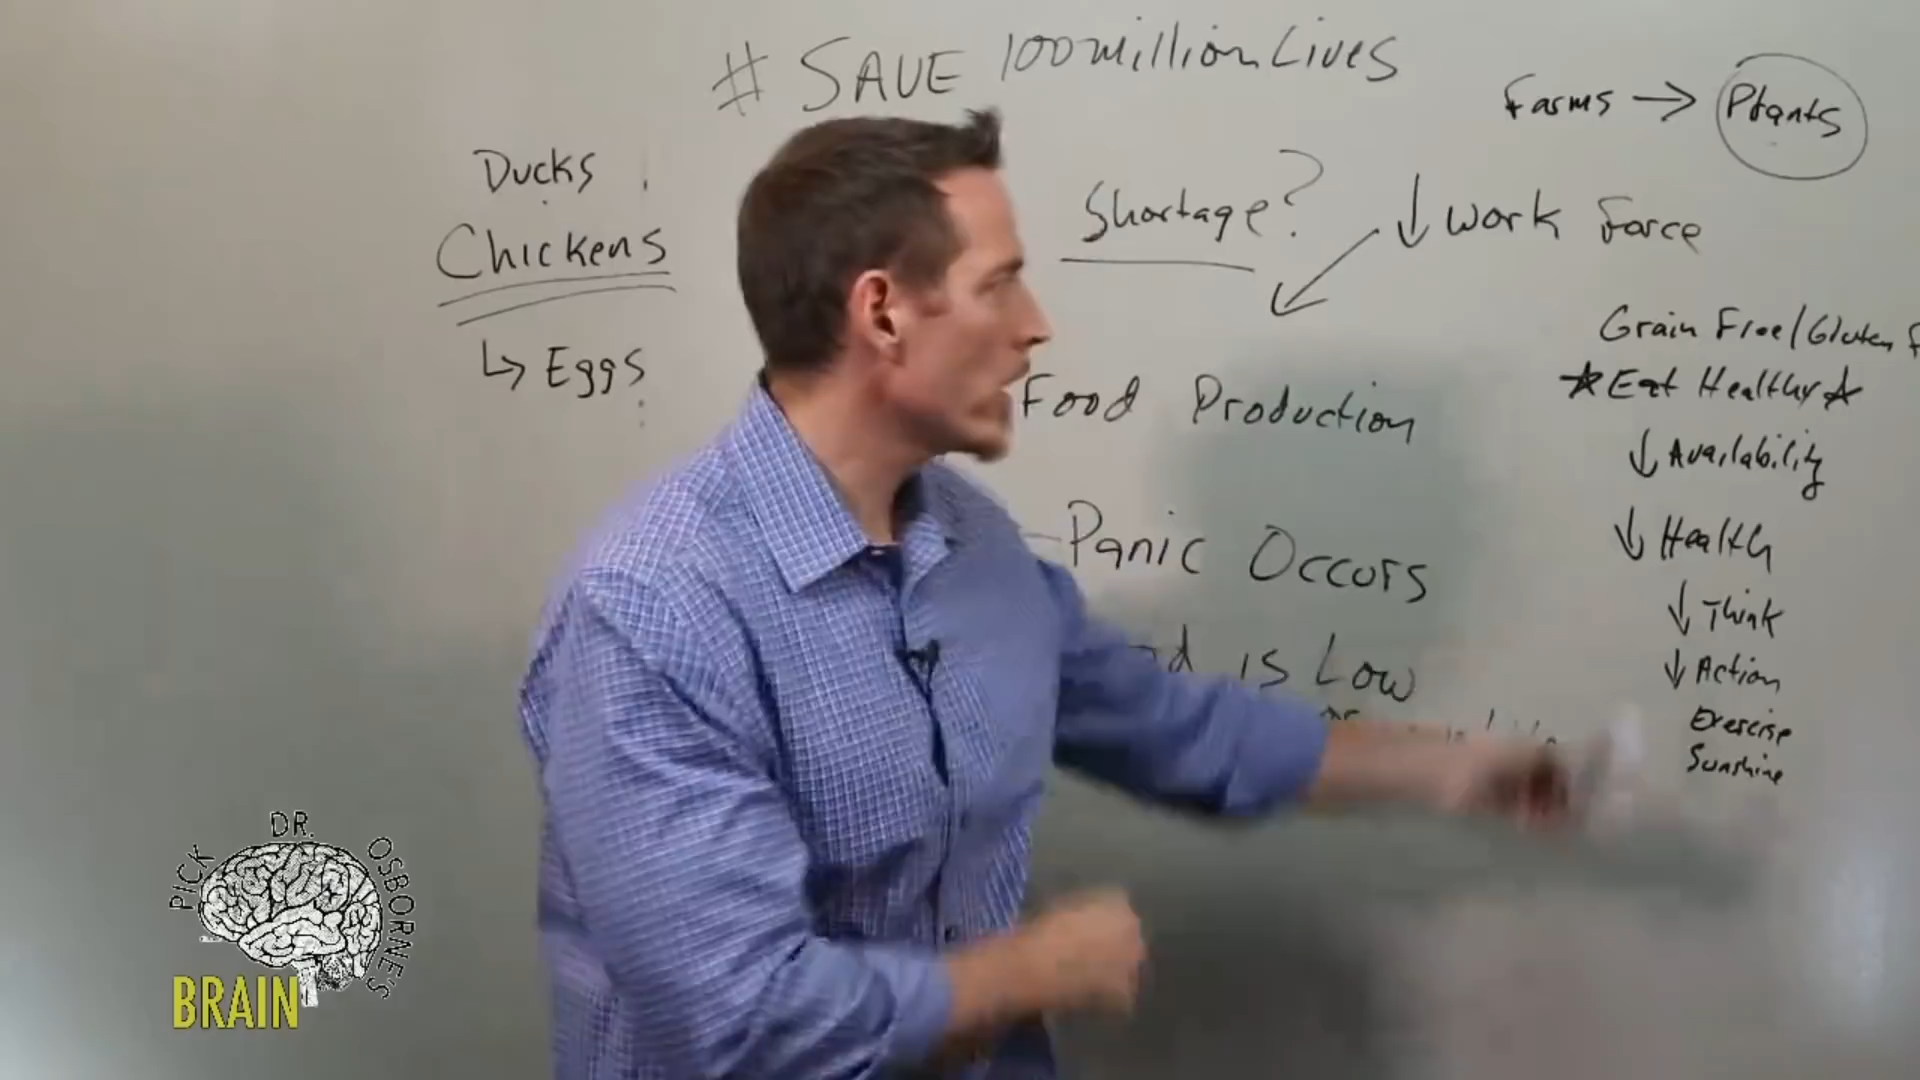 # SAVE 100 million Lives
Farms → Plants
Ducks
Chickens
↳ Eggs
Shortage?
↓ Work Force
Food Production
Panic Occurs
is Low
Grain Free/Gluten F
☆ Eat Healthy ☆
↓ Availability
↓ Health
↓ Think
↓ Action
Exercise
Sunshine
PICK DR. OSBORNE'S
BRAIN